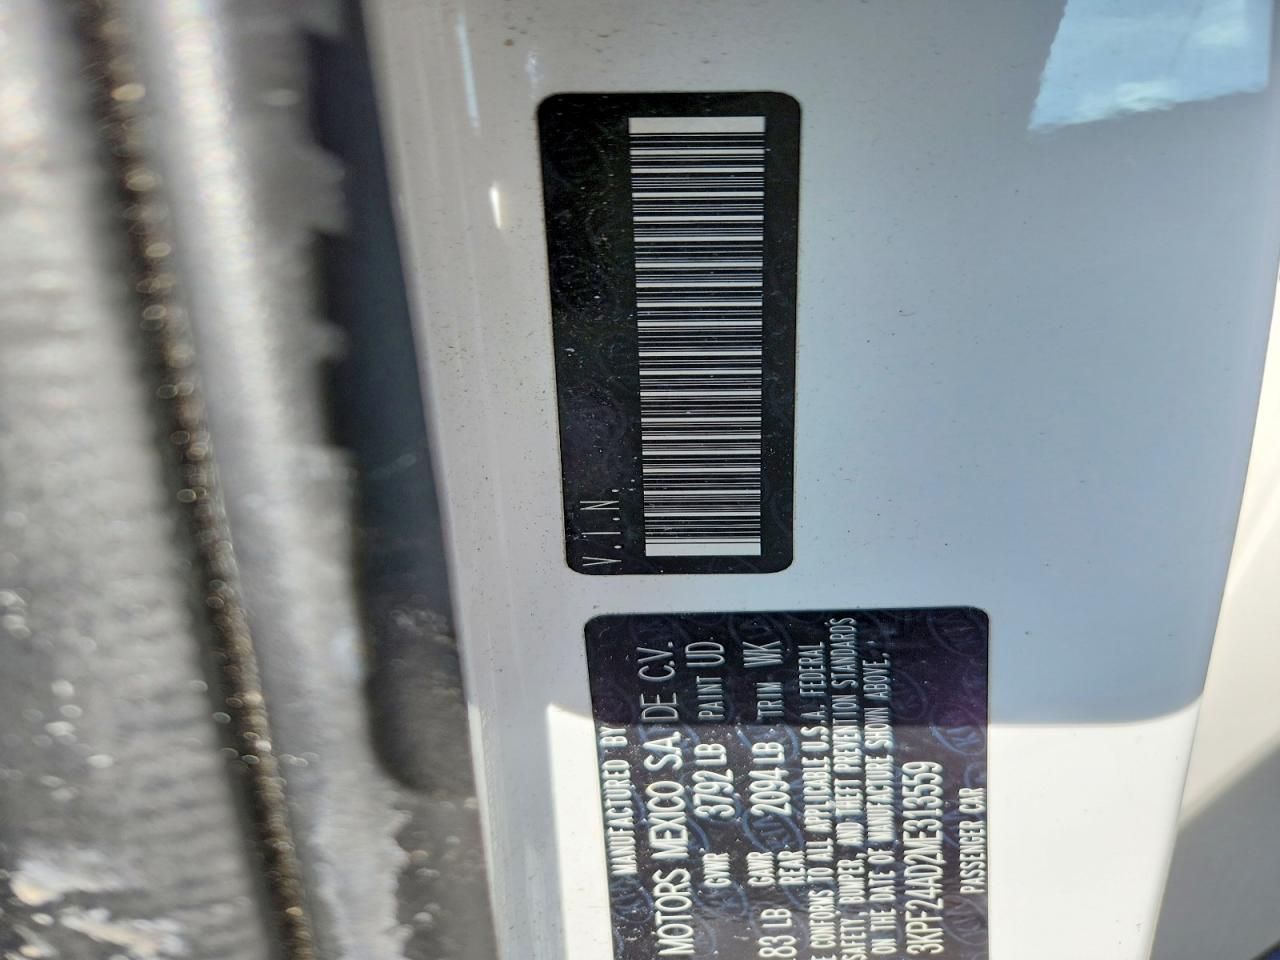 V.I.N.
MANUFACTURED BY
MOTORS MEXICO S.A. DE C.V.
GVWR 3792 LB PAINT UD
83 LB GAWR REAR 2094 LB TRIM WK
CONFORMS TO ALL APPLICABLE U.S.A. FEDERAL
SAFETY, BUMPER, AND THEFT PREVENTION STANDARDS
ON THE DATE OF MANUFACTURE SHOWN ABOVE.
3KPF24AD2ME313559
PASSENGER CAR